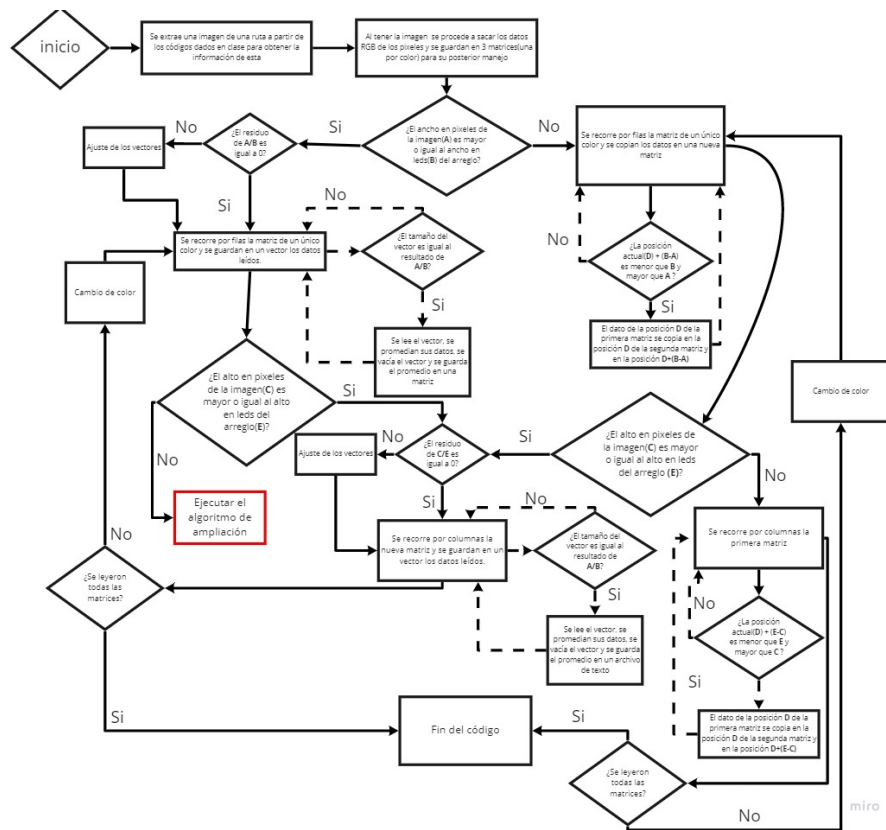 inicio
Se extrae una imagen de una ruta a partir de
los códigos dados en clase para obtener la
información de esta
Al tener la imagen se procede a sacar los datos
RGB de los pixeles y se guardan en 3 matrices(una
por color) para su posterior manejo
¿El ancho en pixeles de
la imagen(A) es mayor
o igual al ancho en
leds(B) del arreglo?
Si
No
¿El residuo
de A/B es
igual a 0?
No
Si
Ajuste de los vectores
Se recorre por filas la matriz de un único
color y se copian los datos en una nueva
matriz
No
¿La posición
actual(D) + (B-A)
es menor que B y
mayor que A ?
Si
El dato de la posición D de la
primera matriz se copia en la
posición D de la segunda matriz y
en la posición D+(B-A)
Se recorre por filas la matriz de un único
color y se guardan en un vector los datos
leídos.
No
¿El tamaño del
vector es igual al
resultado de
A/B?
Si
Se lee el vector, se
promedian sus datos, se
vacía el vector y se guarda
el promedio en una
matriz
Cambio de color
Cambio de color
¿El alto en pixeles
de la imagen(C) es
mayor o igual al alto
en leds del
arreglo(E)?
Si
No
Ejecutar el
algoritmo de
ampliación
¿El residuo
de C/E es
igual a 0?
No
Si
Ajuste de los vectores
Si
¿El alto en pixeles de
la imagen(C) es mayor
o igual al alto en leds
del arreglo (E)?
No
Se recorre por columnas la
nueva matriz y se guardan en un
vector los datos leídos.
No
¿El tamaño del
vector es igual al
resultado de
A/B?
Si
Se lee el vector, se
promedian sus datos, se
vacía el vector y se guarda
el promedio en un archivo
de texto
Se recorre por columnas la
primera matriz
No
¿La posición
actual(D) + (E-C)
es menor que E y
mayor que C ?
Si
El dato de la posición D de la
primera matriz se copia en la
posición D de la segunda matriz y
en la posición D+(E-C)
No
¿Se leyeron
todas las
matrices?
Si
Fin del código
Si
¿Se leyeron
todas las
matrices?
No
miro